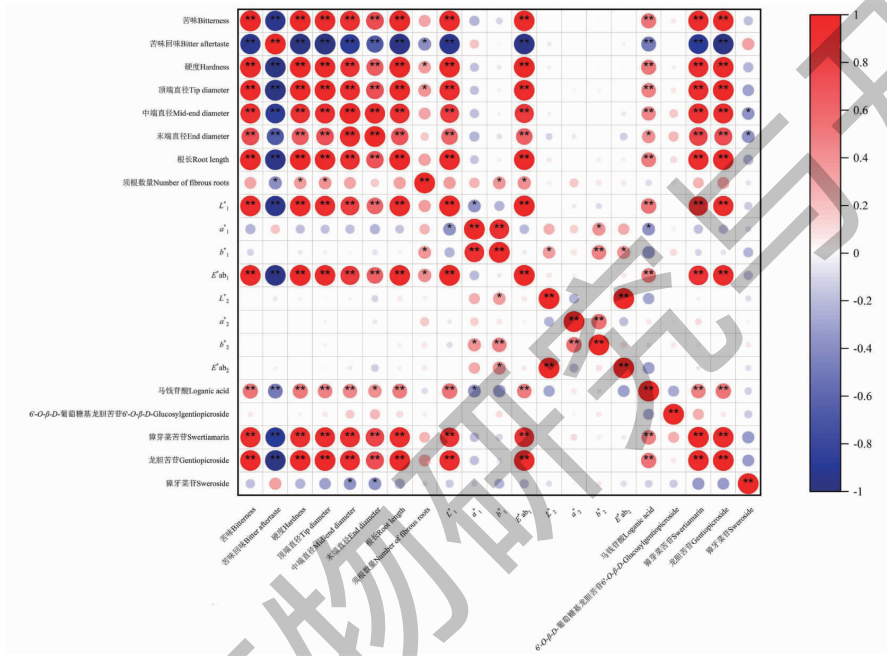 苦味Bitterness
苦味回味Bitter aftertaste
硬度Hardness
顶端直径Tip diameter
中端直径Mid-end diameter
末端直径End diameter
根长Root length
须根数量Number of fibrous roots
L*1
a*1
b*1
E*ab1
L*2
a*2
b*2
E*ab2
马钱苷酸Loganic acid
6'-O-β-D-葡萄糖基龙胆苦苷6'-O-β-D-Glucosylgentiopicroside
獐芽菜苦苷Swertiamarin
龙胆苦苷Gentiopicroside
獐牙菜苷Sweroside
苦味Bitterness
苦味回味Bitter aftertaste
硬度Hardness
顶端直径Tip diameter
中端直径Mid-end diameter
末端直径End diameter
根长Root length
须根数量Number of fibrous roots
L*1
a*1
b*1
E*ab1
L*2
a*2
b*2
E*ab2
马钱苷酸Loganic acid
6'-O-β-D-葡萄糖基龙胆苦苷6'-O-β-D-Glucosylgentiopicroside
獐芽菜苦苷Swertiamarin
龙胆苦苷Gentiopicroside
獐牙菜苷Sweroside
1
0.8
0.6
0.4
0.2
0
-0.2
-0.4
-0.6
-0.8
-1
物研究与